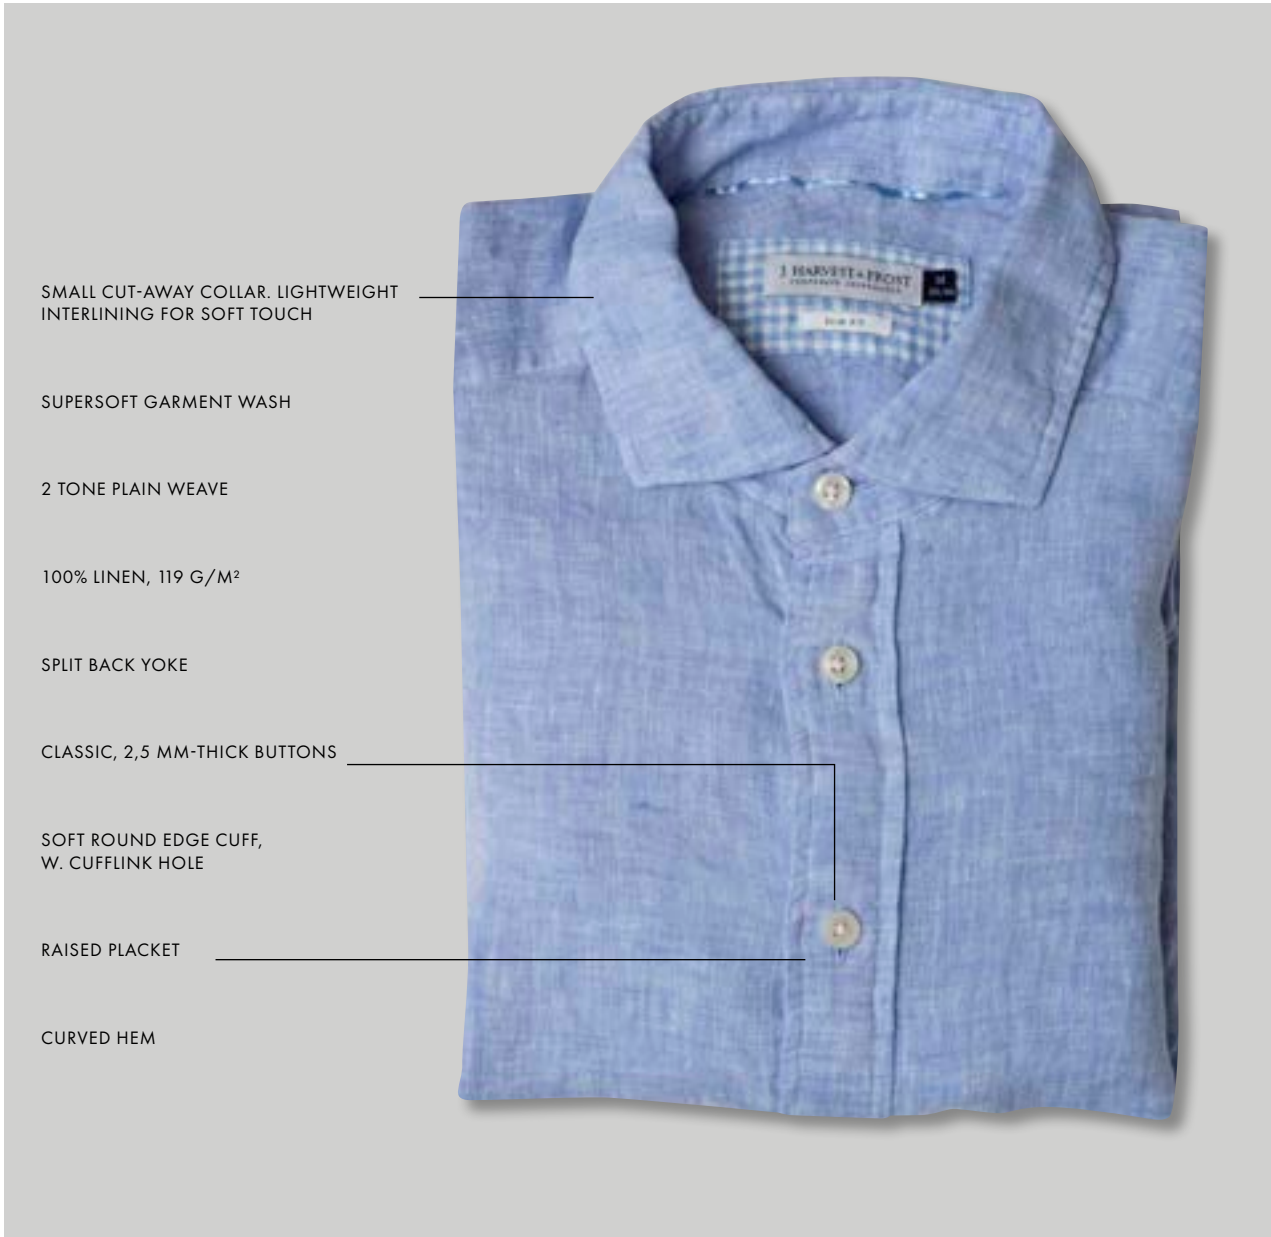 SMALL CUT-AWAY COLLAR. LIGHTWEIGHT
INTERLINING FOR SOFT TOUCH
SUPERSOFT GARMENT WASH
2 TONE PLAIN WEAVE
100% LINEN, 119 G/M²
SPLIT BACK YOKE
CLASSIC, 2,5 MM-THICK BUTTONS
SOFT ROUND EDGE CUFF,
W. CUFFLINK HOLE
RAISED PLACKET
CURVED HEM
J. HARVEST & FROST